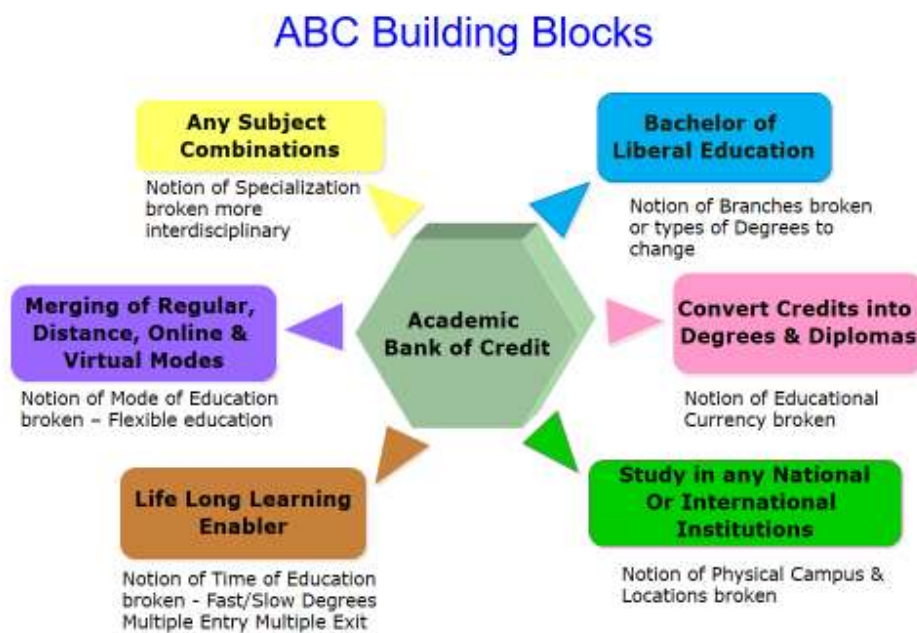 ABC Building Blocks
Any Subject
Combinations
Notion of Specialization
broken more
interdisciplinary
Bachelor of
Liberal Education
Notion of Branches broken
or types of Degrees to
change
Merging of Regular,
Distance, Online &
Virtual Modes
Notion of Mode of Education
broken – Flexible education
Academic
Bank of Credit
Convert Credits into
Degrees & Diplomas
Notion of Educational
Currency broken
Life Long Learning
Enabler
Notion of Time of Education
broken - Fast/Slow Degrees
Multiple Entry Multiple Exit
Study in any National
Or International
Institutions
Notion of Physical Campus &
Locations broken